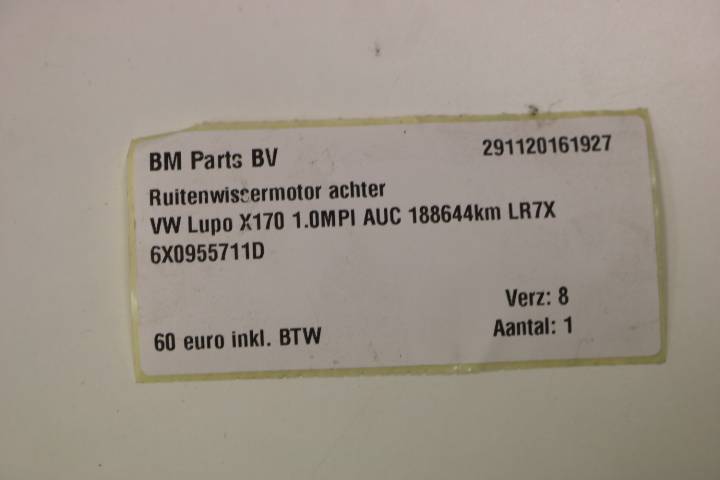 BM Parts BV 291120161927
Ruitenwissermotor achter
VW Lupo X170 1.0MPI AUC 188644km LR7X
6X0955711D
Verz: 8
60 euro inkl. BTW Aantal: 1